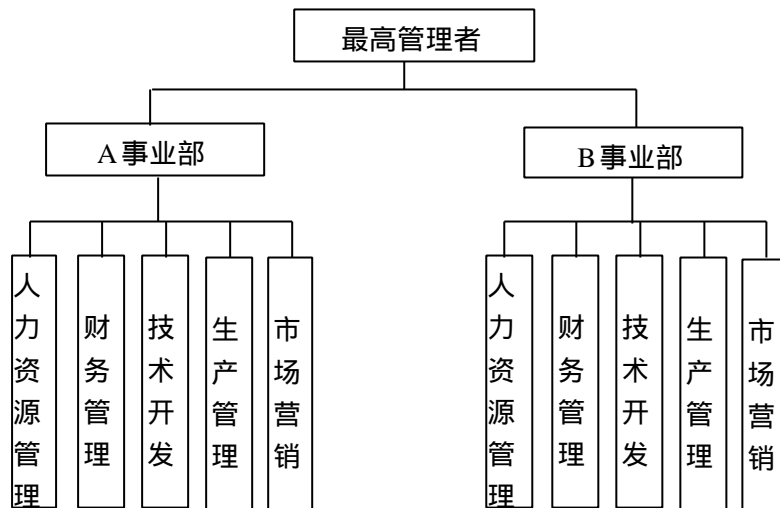 最高管理者
A事业部
B事业部
人力资源管理
财务管理
技术开发
生产管理
市场营销
人力资源管理
财务管理
技术开发
生产管理
市场营销